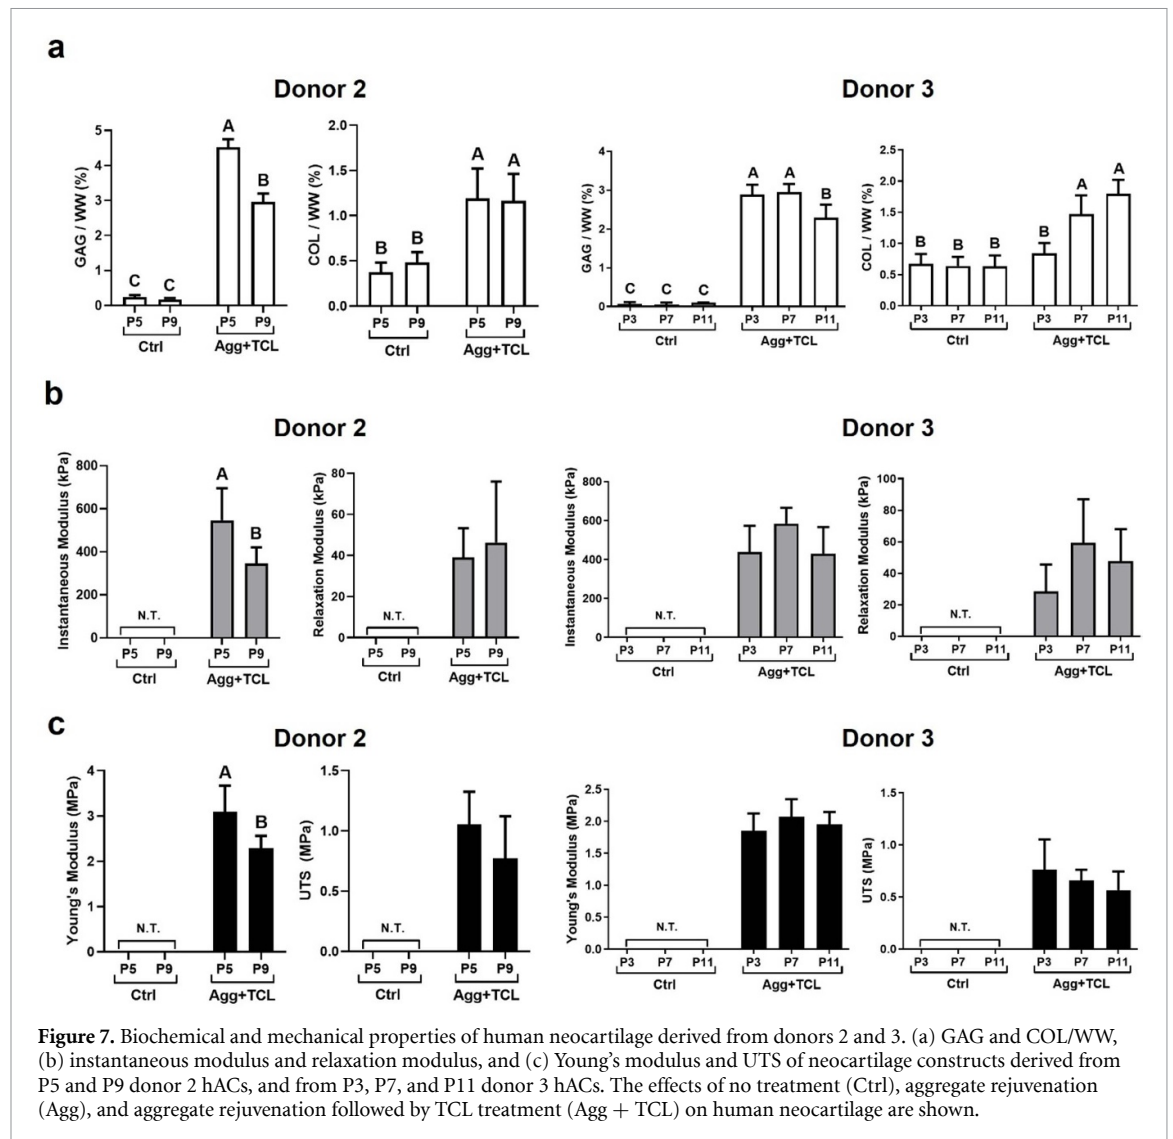 a
Donor 2
Donor 3
GAG / WW (%)
5
4
3
2
1
0
C
C
A
B
P5 P9 P5 P9
Ctrl Agg+TCL
COL / WW (%)
2.0
1.5
1.0
0.5
0.0
B
B
A
A
P5 P9 P5 P9
Ctrl Agg+TCL
GAG / WW (%)
4
3
2
1
0
C
C
C
A
A
B
P3 P7 P11 P3 P7 P11
Ctrl Agg+TCL
COL / WW (%)
2.5
2.0
1.5
1.0
0.5
0.0
B
B
B
B
A
A
P3 P7 P11 P3 P7 P11
Ctrl Agg+TCL
b
Donor 2
Donor 3
Instantaneous Modulus (kPa)
800
600
400
200
0
N.T.
A
B
P5 P9 P5 P9
Ctrl Agg+TCL
Relaxation Modulus (kPa)
80
60
40
20
0
N.T.
P5 P9 P5 P9
Ctrl Agg+TCL
Instantaneous Modulus (kPa)
800
600
400
200
0
N.T.
P3 P7 P11 P3 P7 P11
Ctrl Agg+TCL
Relaxation Modulus (kPa)
100
80
60
40
20
0
N.T.
P3 P7 P11 P3 P7 P11
Ctrl Agg+TCL
c
Donor 2
Donor 3
Young's Modulus (MPa)
4
3
2
1
0
N.T.
A
B
P5 P9 P5 P9
Ctrl Agg+TCL
UTS (MPa)
1.5
1.0
0.5
0.0
N.T.
P5 P9 P5 P9
Ctrl Agg+TCL
Young's Modulus (MPa)
2.5
2.0
1.5
1.0
0.5
0.0
N.T.
P3 P7 P11 P3 P7 P11
Ctrl Agg+TCL
UTS (MPa)
1.5
1.0
0.5
0.0
N.T.
P3 P7 P11 P3 P7 P11
Ctrl Agg+TCL
Figure 7. Biochemical and mechanical properties of human neocartilage derived from donors 2 and 3. (a) GAG and COL/WW,
(b) instantaneous modulus and relaxation modulus, and (c) Young's modulus and UTS of neocartilage constructs derived from
P5 and P9 donor 2 hACs, and from P3, P7, and P11 donor 3 hACs. The effects of no treatment (Ctrl), aggregate rejuvenation
(Agg), and aggregate rejuvenation followed by TCL treatment (Agg + TCL) on human neocartilage are shown.